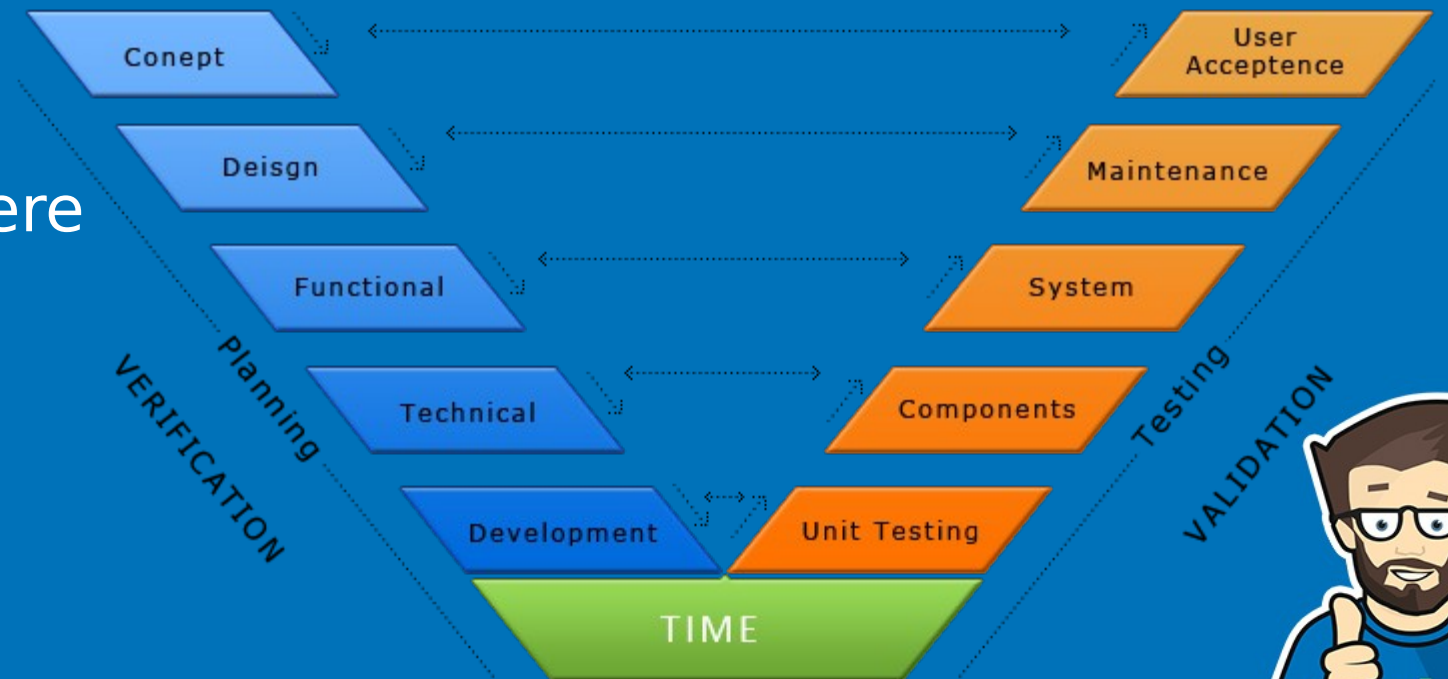 Conept
User
Acceptence
Deisgn
Maintenance
ere
Functional
System
Planning
Testing
VERIFICATION
VALIDATION
Technical
Components
Development
Unit Testing
TIME